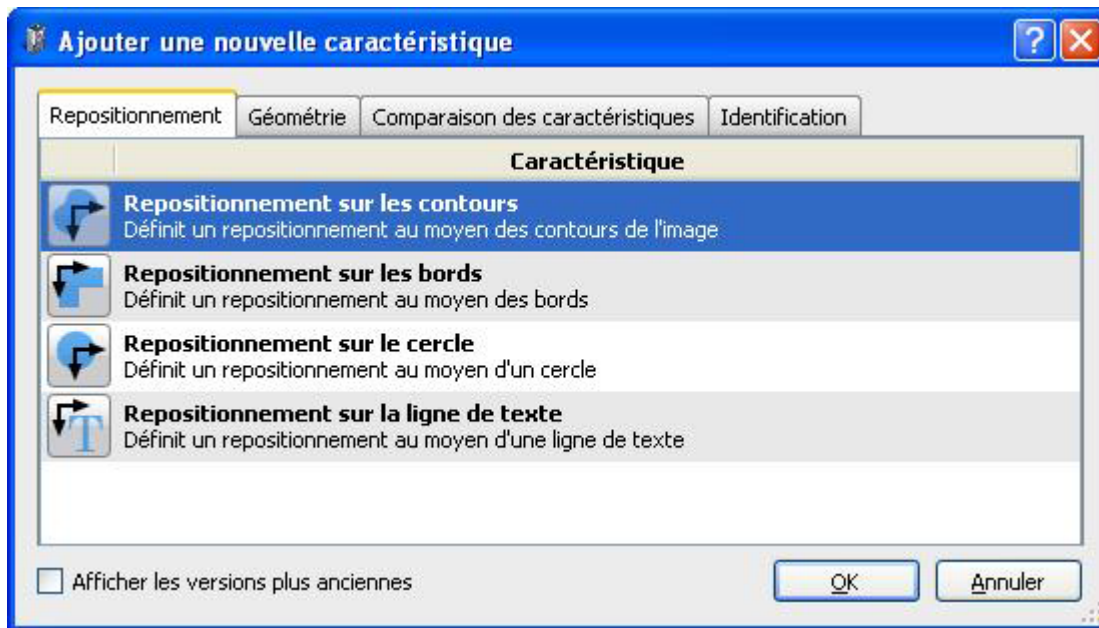 Ajouter une nouvelle caractéristique
Repositionnement Géométrie Comparaison des caractéristiques Identification
Caractéristique
Repositionnement sur les contours
Définit un repositionnement au moyen des contours de l'image
Repositionnement sur les bords
Définit un repositionnement au moyen des bords
Repositionnement sur le cercle
Définit un repositionnement au moyen d'un cercle
Repositionnement sur la ligne de texte
Définit un repositionnement au moyen d'une ligne de texte
Afficher les versions plus anciennes OK Annuler